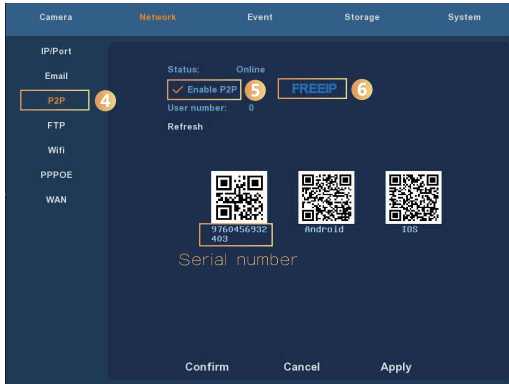 Camera Network Event Storage System
IP/Port
Email
P2P 4
FTP
Wifi
PPPOE
WAN
Status: Online
Enable P2P 5 FREEIP 6
User number: 0
Refresh
9760456932
403
Android
IOS
Serial number
Confirm Cancel Apply